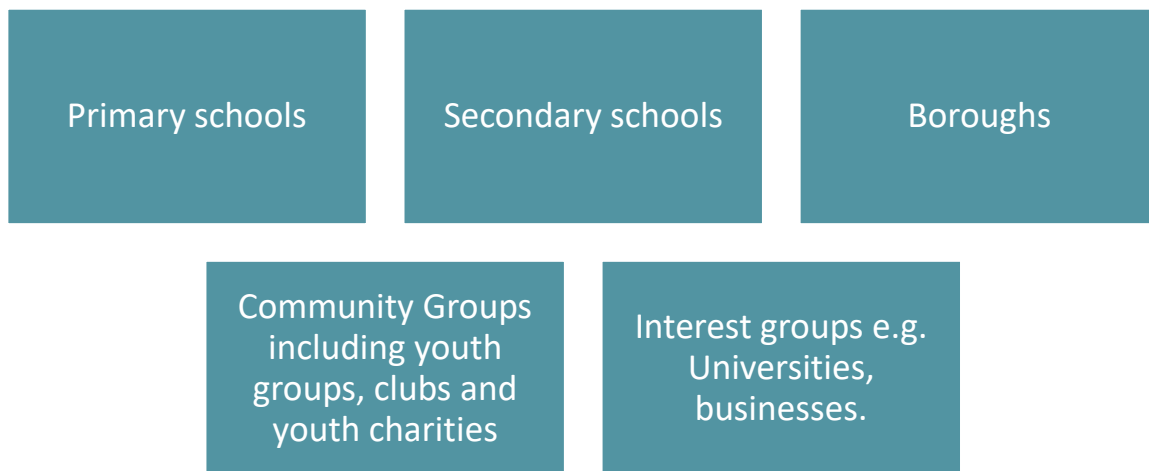 Primary schools
Secondary schools
Boroughs
Community Groups
including youth
groups, clubs and
youth charities
Interest groups e.g.
Universities,
businesses.